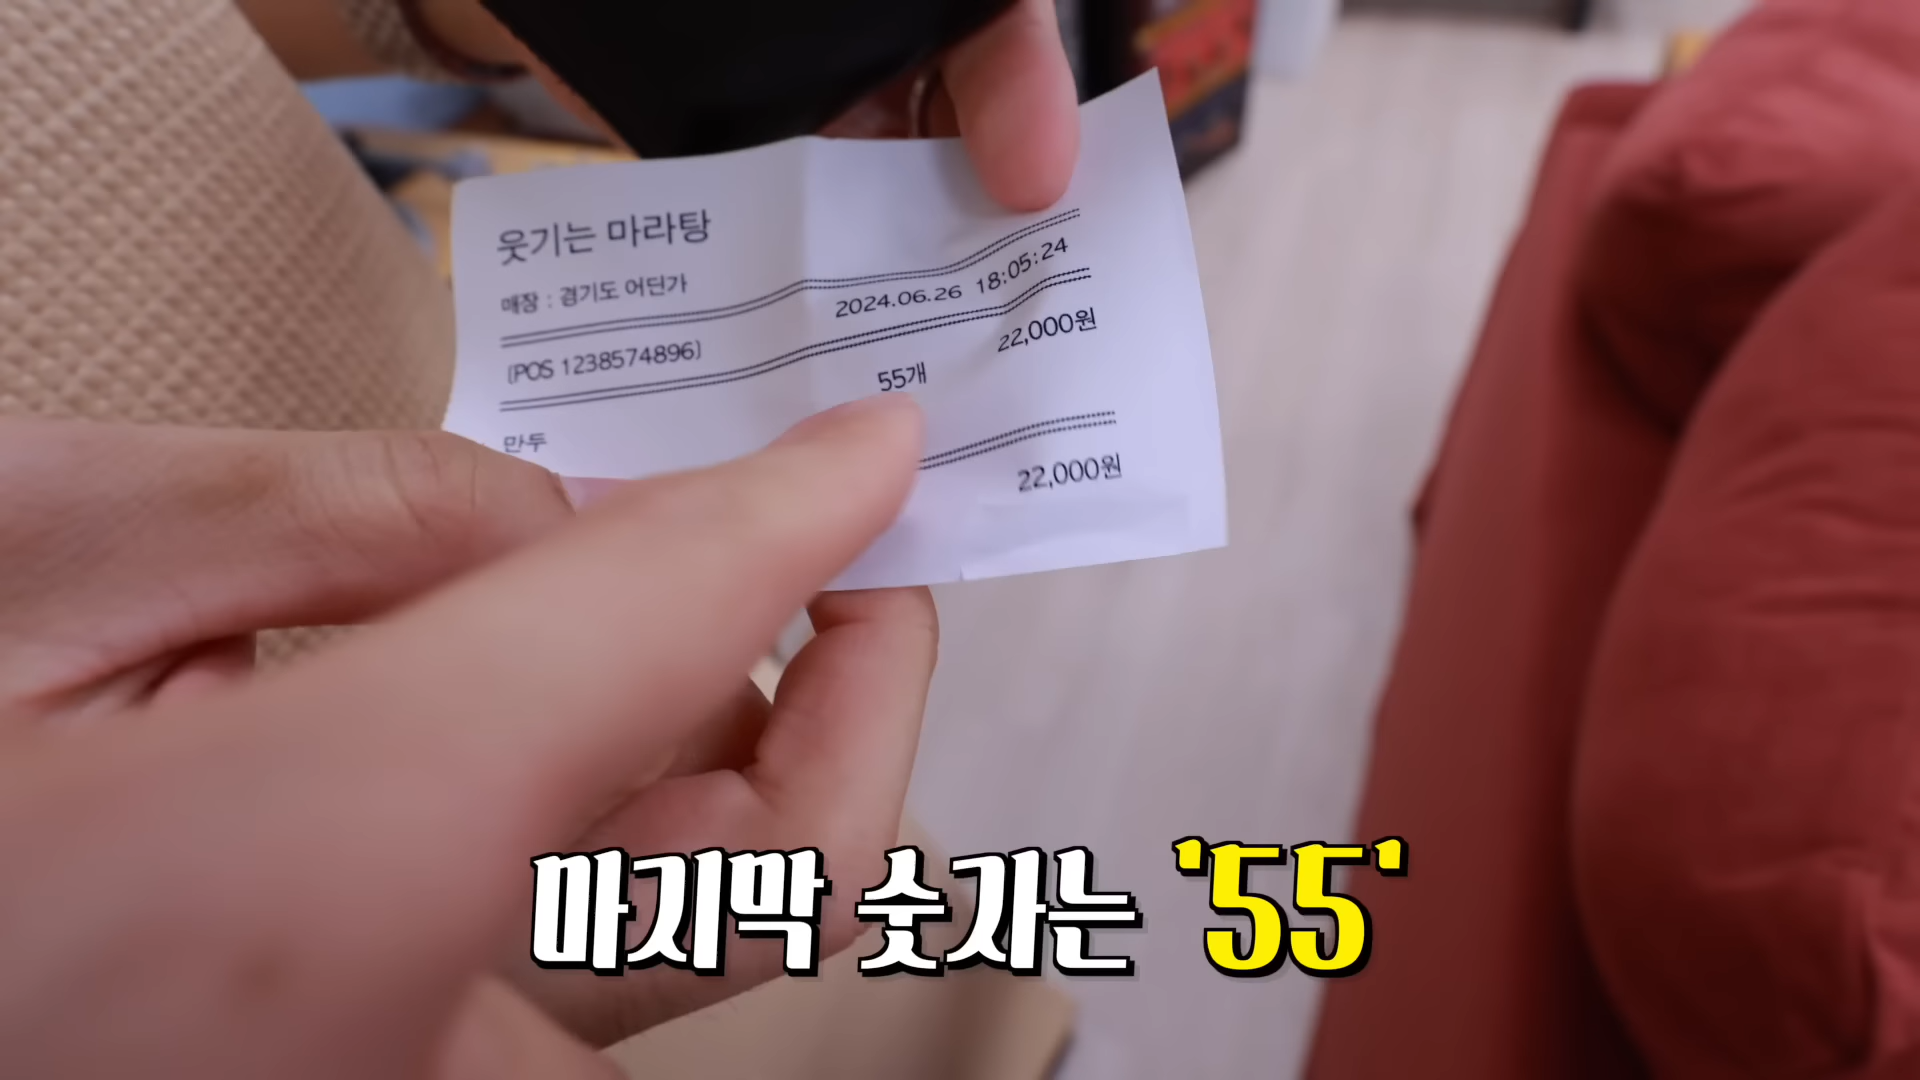 웃기는 마라탕
매장 : 경기도 어딘가
2024.06.26 18:05:24
(POS 1238574896)
만두 55개 22,000원
22,000원
마지막 숫자는 '55'